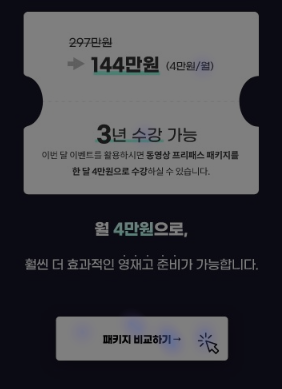 297만원
144만원 (4만원/월)
3년 수강 가능
이번 달 이벤트를 활용하시면 동영상 프리패스 패키지를
한 달 4만원으로 수강하실 수 있습니다.
월 4만원으로,
훨씬 더 효과적인 영재고 준비가 가능합니다.
패키지 비교하기→